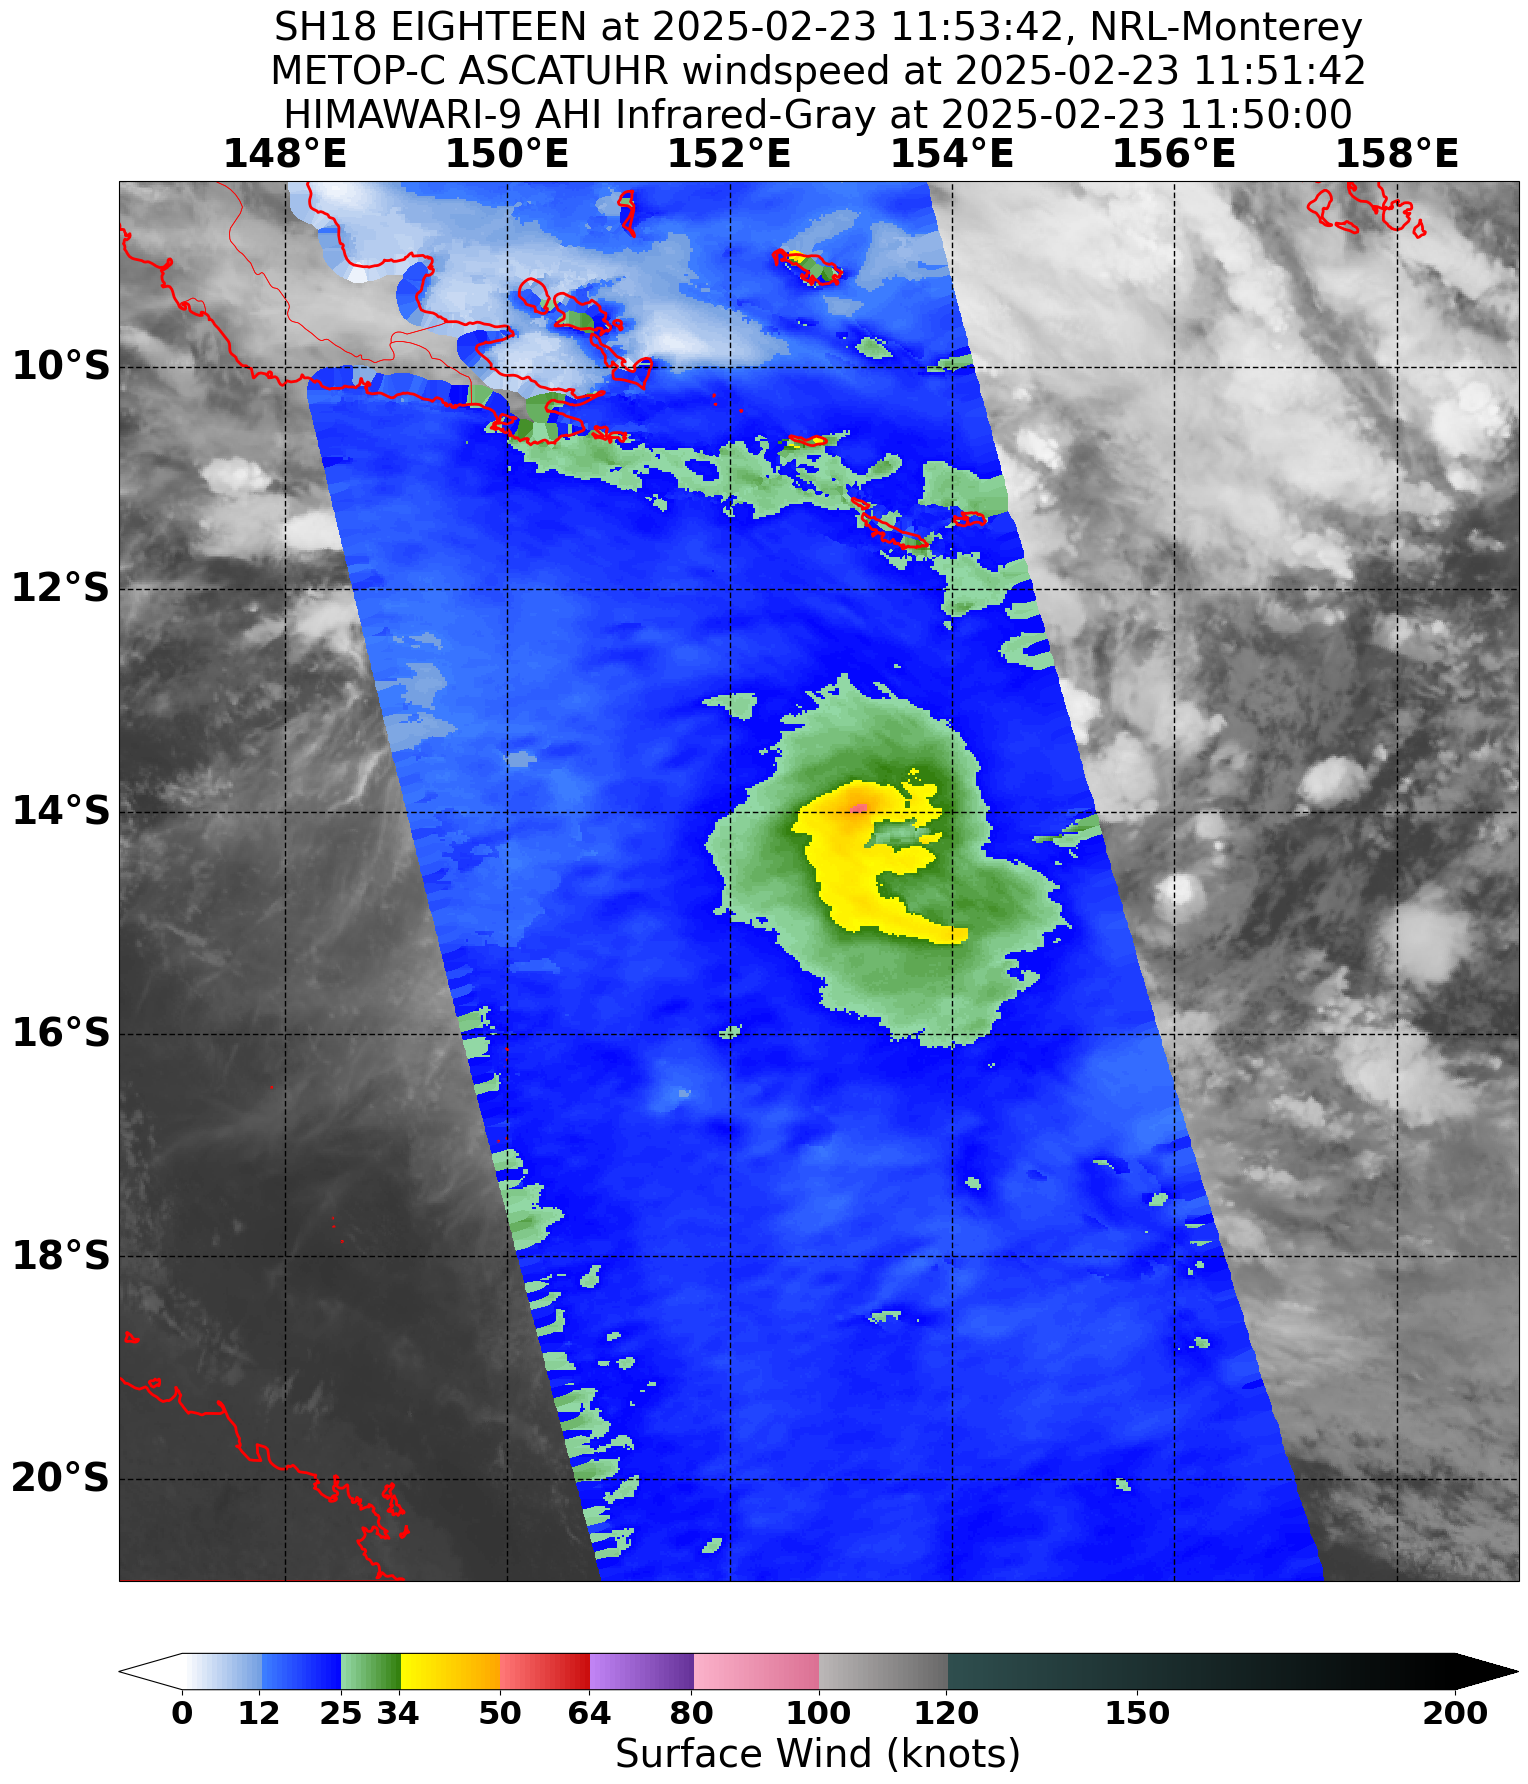 SH18 EIGHTEEN at 2025-02-23 11:53:42, NRL-Monterey
METOP-C ASCATUHR windspeed at 2025-02-23 11:51:42
HIMAWARI-9 AHI Infrared-Gray at 2025-02-23 11:50:00
148°E 150°E 152°E 154°E 156°E 158°E
10°S
12°S
14°S
16°S
18°S
20°S
0 12 25 34 50 64 80 100 120 150 200
Surface Wind (knots)